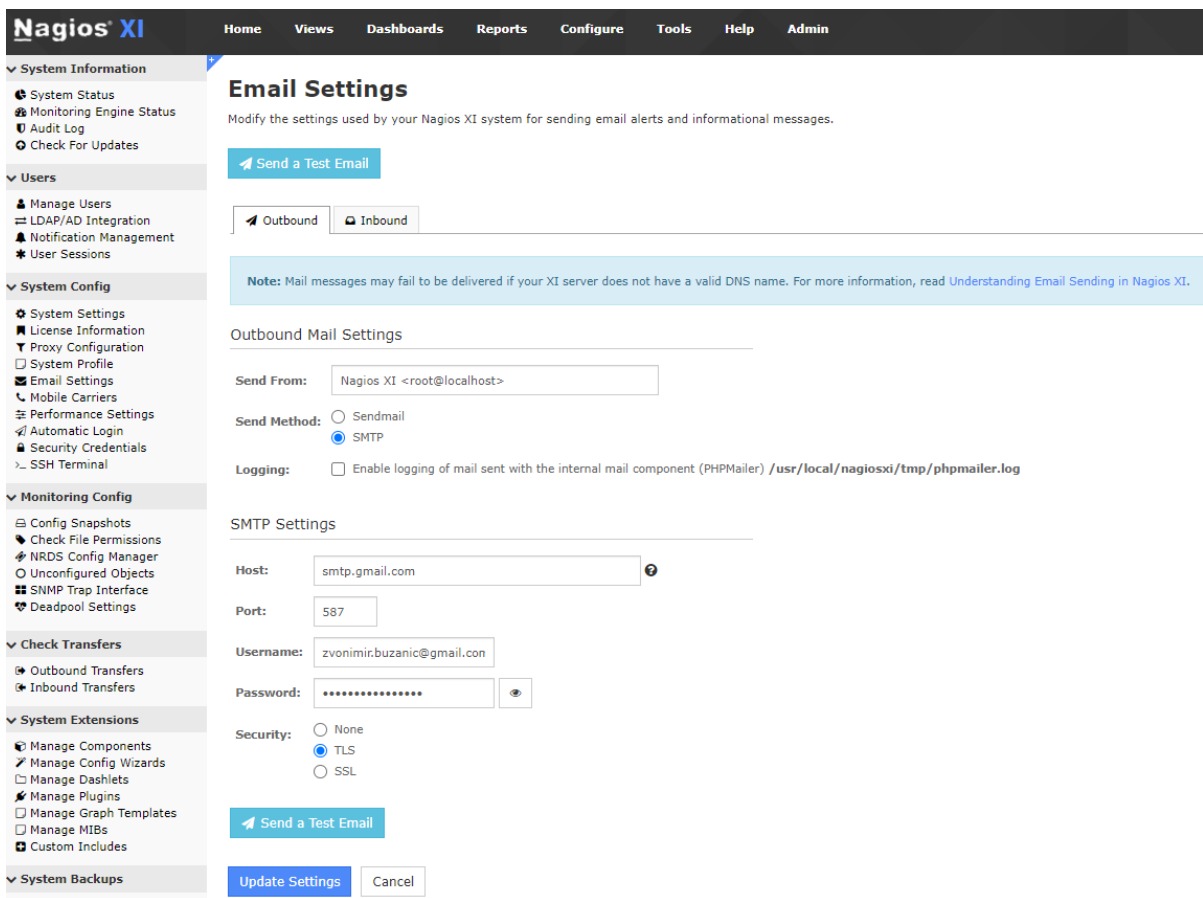 Nagios XI
Home Views Dashboards Reports Configure Tools Help Admin
System Information
System Status
Monitoring Engine Status
Audit Log
Check For Updates
Users
Manage Users
LDAP/AD Integration
Notification Management
User Sessions
System Config
System Settings
License Information
Proxy Configuration
System Profile
Email Settings
Mobile Carriers
Performance Settings
Automatic Login
Security Credentials
SSH Terminal
Monitoring Config
Config Snapshots
Check File Permissions
NRDS Config Manager
Unconfigured Objects
SNMP Trap Interface
Deadpool Settings
Check Transfers
Outbound Transfers
Inbound Transfers
System Extensions
Manage Components
Manage Config Wizards
Manage Dashlets
Manage Plugins
Manage Graph Templates
Manage MIBs
Custom Includes
System Backups
Email Settings
Modify the settings used by your Nagios XI system for sending email alerts and informational messages.
Send a Test Email
Outbound Inbound
Note: Mail messages may fail to be delivered if your XI server does not have a valid DNS name. For more information, read Understanding Email Sending in Nagios XI.
Outbound Mail Settings
Send From: Nagios XI <root@localhost>
Send Method: Sendmail
SMTP
Logging: Enable logging of mail sent with the internal mail component (PHPMailer) /usr/local/nagiosxi/tmp/phpmailer.log
SMTP Settings
Host: smtp.gmail.com
Port: 587
Username: zvonimir.buzanic@gmail.com
Password: ••••••••••••••••
Security: None
TLS
SSL
Send a Test Email
Update Settings Cancel